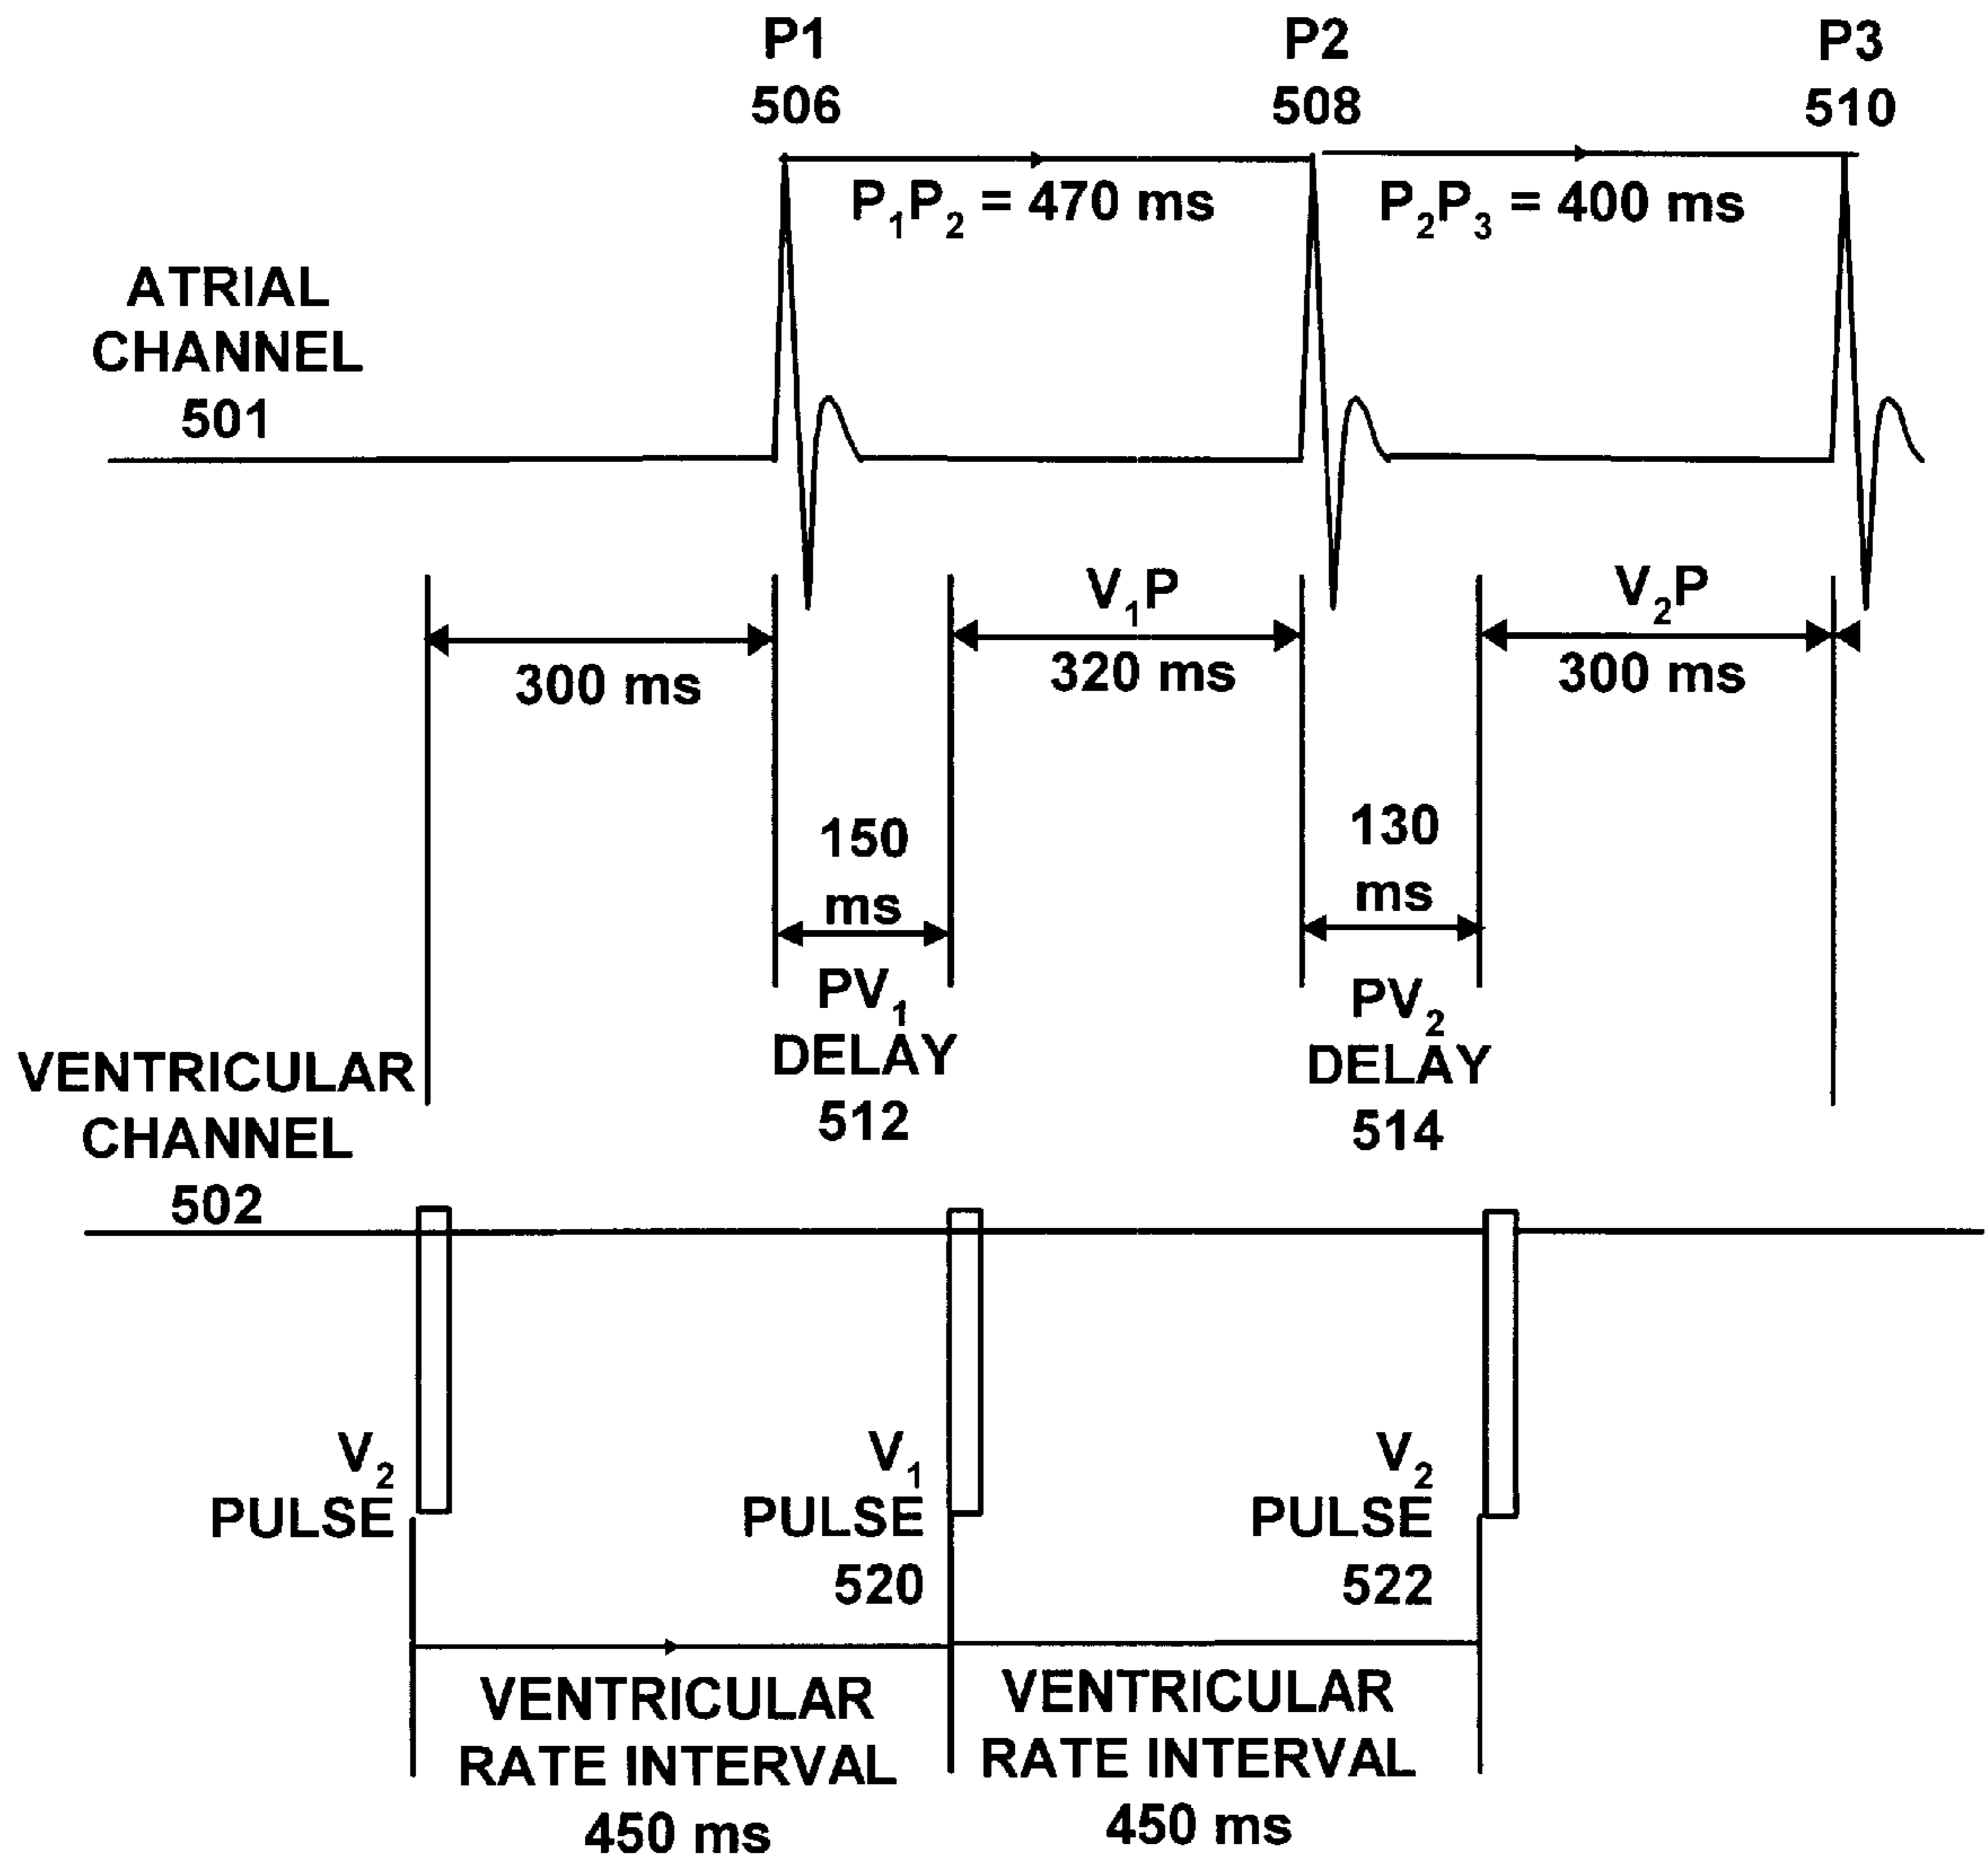 P1
506
P2
508
P3
510
P₁P₂ = 470 ms
P₂P₃ = 400 ms
ATRIAL
CHANNEL
501
300 ms
V₁P
320 ms
V₂P
300 ms
150
ms
PV₁
DELAY
512
130
ms
PV₂
DELAY
514
VENTRICULAR
CHANNEL
502
V₂
PULSE
V₁
PULSE
520
V₂
PULSE
522
VENTRICULAR
RATE INTERVAL
450 ms
VENTRICULAR
RATE INTERVAL
450 ms